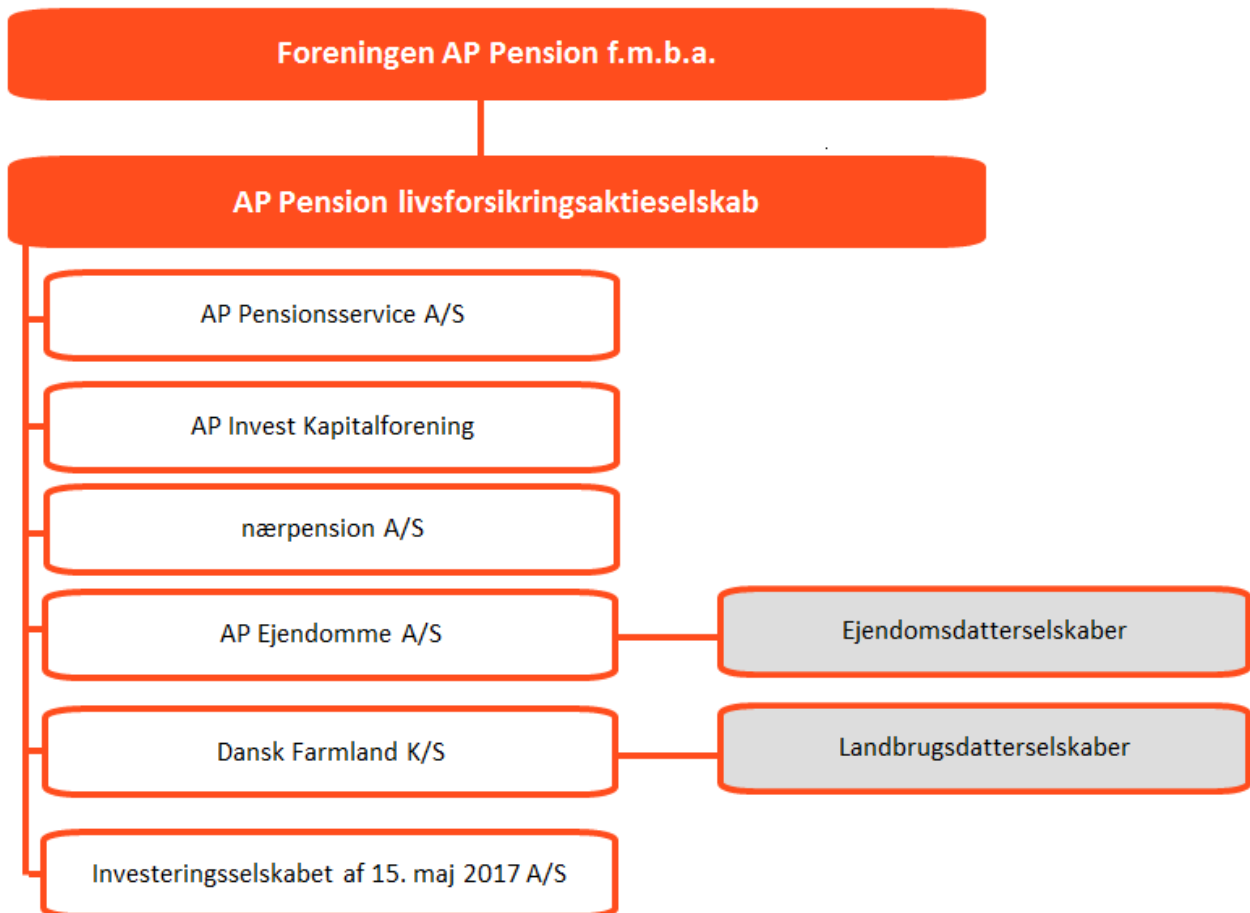 Foreningen AP Pension f.m.b.a.
AP Pension livsforsikringsaktieselskab
AP Pensionsservice A/S
AP Invest Kapitalforening
nærpension A/S
AP Ejendomme A/S
Ejendomsdatterselskaber
Dansk Farmland K/S
Landbrugsdatterselskaber
Investeringsselskabet af 15. maj 2017 A/S